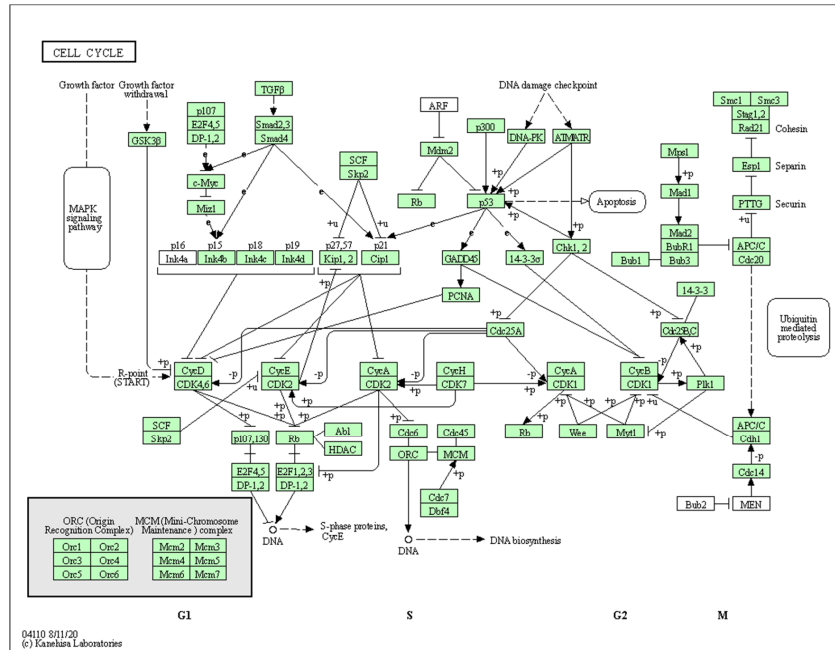 CELL CYCLE
Growth factor
Growth factor
withdrawal
GSK3β
MAPK
signaling
pathway
R-point
(START)
p107
E2F4,5
DP-1,2
TGFβ
Smad2,3
Smad4
c-Myc
Miz1
e
e
e
e
SCF
Skp2
+u
+u
p16
Ink4a
p15
Ink4b
p18
Ink4c
p19
Ink4d
p27,57
Kip1, 2
p21
Cip1
ARF
Mdm2
Rb
p300
DNA damage checkpoint
DNA-PK
ATM/ATR
+p
+p
+p
+p
+p
p53
Apoptosis
e
e
e
GADD45
14-3-3σ
PCNA
Chk1, 2
+p
+p
+p
Cdc25A
Mps1
+p
Mad1
Mad2
BubR1
Bub3
Bub1
Smc1
Smc3
Stag1,2
Rad21
Cohesin
Esp1
Separin
PTTG
Securin
+u
APC/C
Cdc20
14-3-3
Cdc25B,C
Ubiquitin
mediated
proteolysis
+p
CycD
CDK4,6
-p
+u
CycE
CDK2
-p
CycA
CDK2
-p
CycH
CDK7
-p
+p
CycA
CDK1
CycB
CDK1
-p
+p
+p
Plk1
SCF
Skp2
+p
+p
+p
+p
+p
+p
+p
p107,130
Rb
Abl
HDAC
E2F4,5
DP-1,2
E2F1,2,3
DP-1,2
+p
Cdc6
Cdc45
ORC
MCM
+p
Cdc7
Dbf4
+p
Rb
+p
Wee
+p
Myt1
+p
+u
+p
APC/C
Cdh1
-p
Cdc14
Bub2
MEN
DNA
S-phase proteins,
CycE
DNA
DNA biosynthesis
ORC (Origin
Recognition Complex)
MCM (Mini-Chromosome
Maintenance) complex
Orc1
Orc2
Mcm2
Mcm3
Orc3
Orc4
Mcm4
Mcm5
Orc5
Orc6
Mcm6
Mcm7
G1
S
G2
M
04110 8/11/20
(c) Kanehisa Laboratories